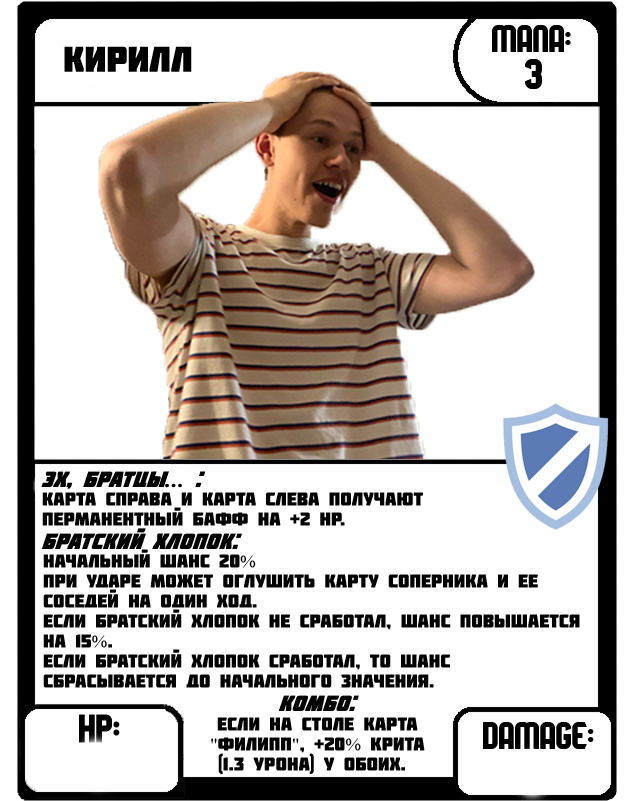 КИРИЛЛ
МАНА:
3
ЭХ, БРАТЦЫ... :
КАРТА СПРАВА И КАРТА СЛЕВА ПОЛУЧАЮТ
ПЕРМАНЕНТНЫЙ БАФФ НА +2 HP.
БРАТСКИЙ ХЛОПОК:
НАЧАЛЬНЫЙ ШАНС 20%
ПРИ УДАРЕ МОЖЕТ ОГЛУШИТЬ КАРТУ СОПЕРНИКА И ЕЕ
СОСЕДЕЙ НА ОДИН ХОД.
ЕСЛИ БРАТСКИЙ ХЛОПОК НЕ СРАБОТАЛ, ШАНС ПОВЫШАЕТСЯ
НА 15%.
ЕСЛИ БРАТСКИЙ ХЛОПОК СРАБОТАЛ, ТО ШАНС
СБРАСЫВАЕТСЯ ДО НАЧАЛЬНОГО ЗНАЧЕНИЯ.
КОМБО:
ЕСЛИ НА СТОЛЕ КАРТА
"ФИЛИПП", +20% КРИТА
(1.3 УРОНА) У ОБОИХ.
HP:
DAMAGE: